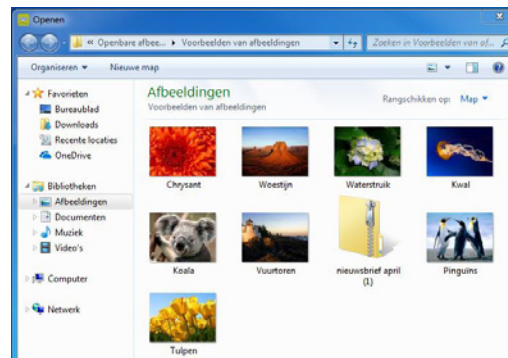 Openen
« Openbare afbee... ▸ Voorbeelden van afbeeldingen
Zoeken in Voorbeelden van af...
Organiseren ▾ Nieuwe map
Favorieten
Bureaublad
Downloads
Recente locaties
OneDrive
Bibliotheken
Afbeeldingen
Documenten
Muziek
Video's
Computer
Netwerk
Afbeeldingen
Voorbeelden van afbeeldingen
Rangschikken op: Map ▾
Chrysant
Woestijn
Waterstruik
Kwal
Koala
Vuurtoren
nieuwsbrief april
(1)
Pinguïns
Tulpen